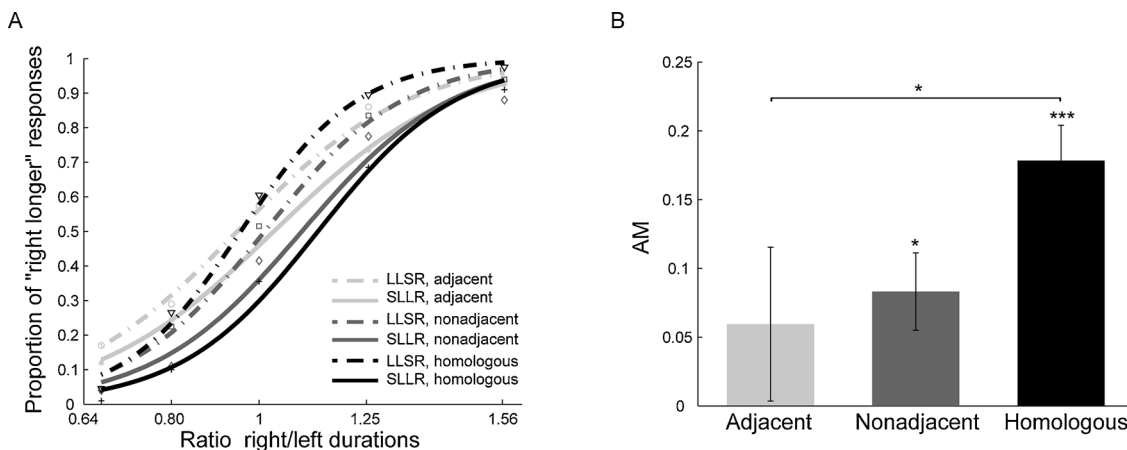 A
Proportion of "right longer" responses
1
0.9
0.8
0.7
0.6
0.5
0.4
0.3
0.2
0.1
0
0.64
0.80
1
1.25
1.56
Ratio right/left durations
LLSR, adjacent
SLLR, adjacent
LLSR, nonadjacent
SLLR, nonadjacent
LLSR, homologous
SLLR, homologous
B
AM
0.25
0.2
0.15
0.1
0.05
0
*
*
***
Adjacent
Nonadjacent
Homologous